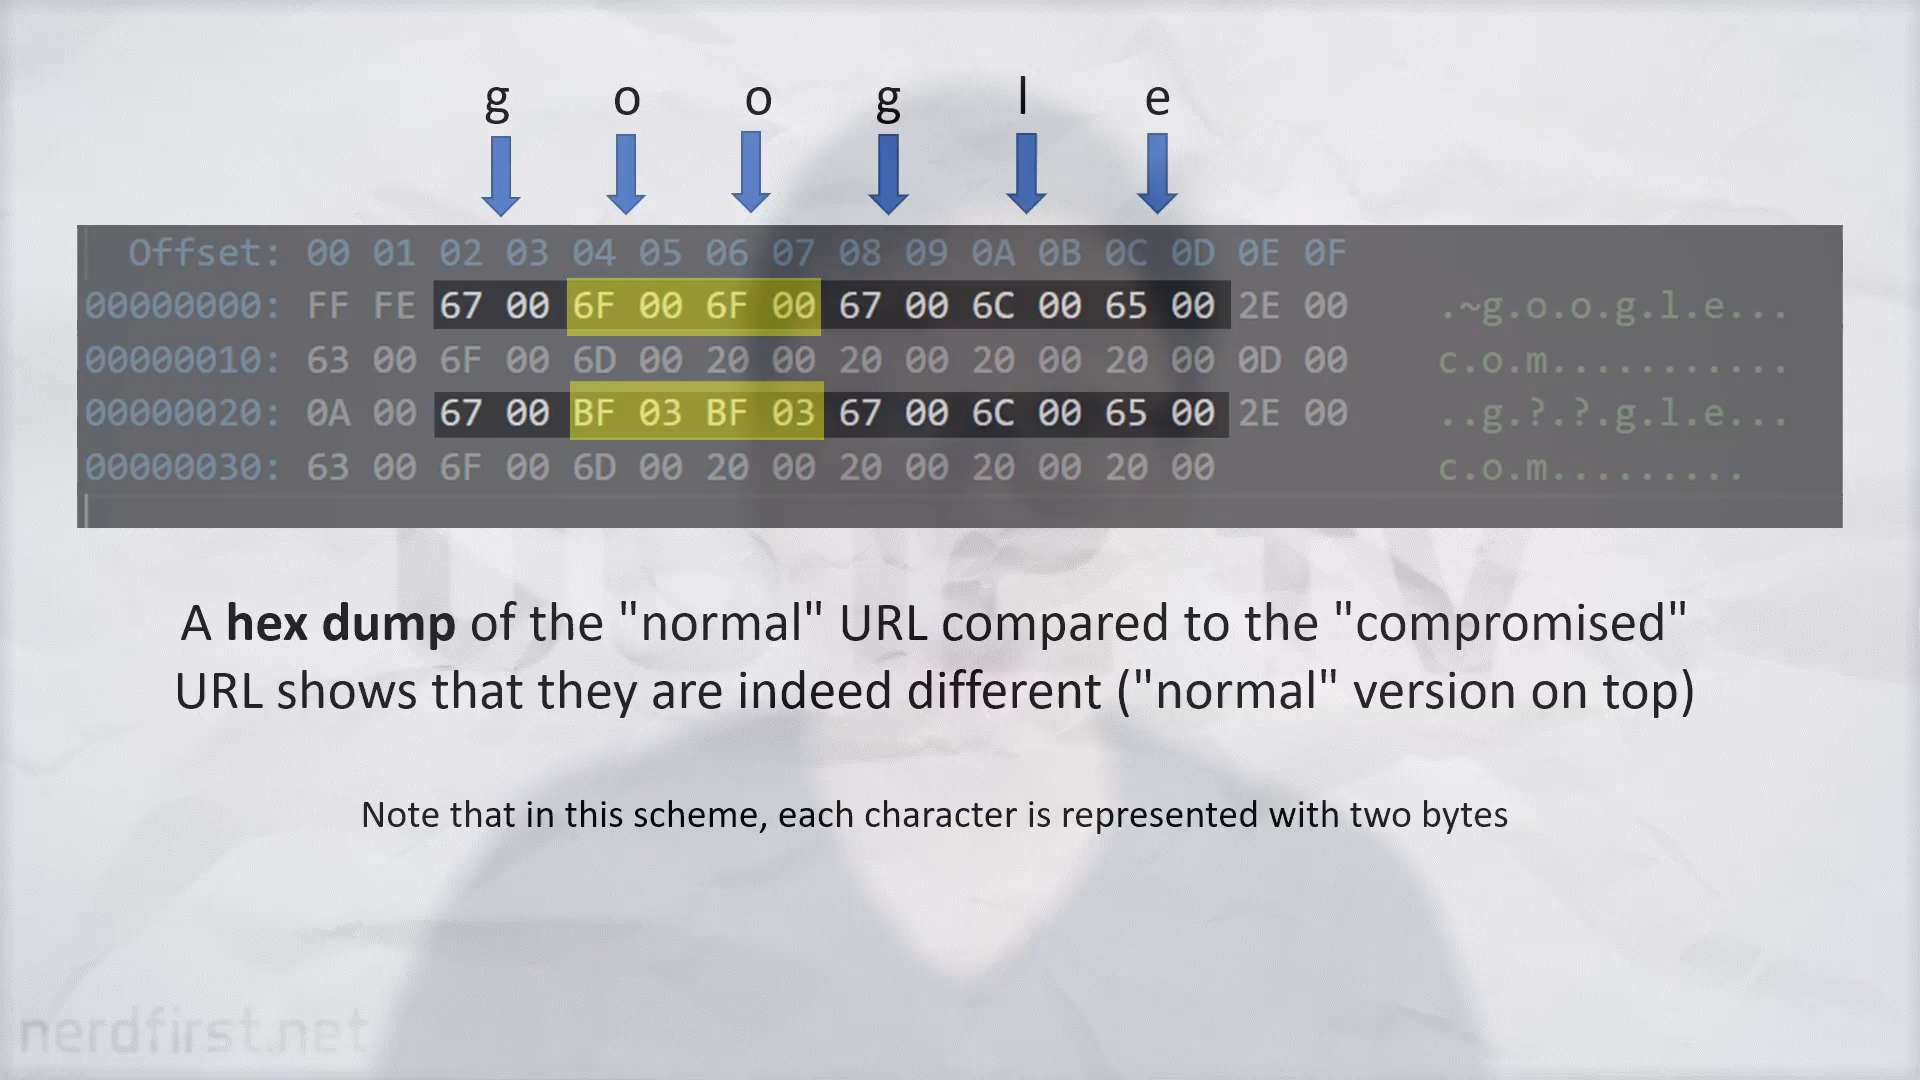 g o o g l e
Offset: 00 01 02 03 04 05 06 07 08 09 0A 0B 0C 0D 0E 0F
00000000: FF FE 67 00 6F 00 6F 00 67 00 6C 00 65 00 2E 00 .~g.o.o.g.l.e...
00000010: 63 00 6F 00 6D 00 20 00 20 00 20 00 20 00 0D 00 c.o.m...........
00000020: 0A 00 67 00 BF 03 BF 03 67 00 6C 00 65 00 2E 00 ..g.?.?.g.l.e...
00000030: 63 00 6F 00 6D 00 20 00 20 00 20 00 20 00 c.o.m.........
A hex dump of the "normal" URL compared to the "compromised"
URL shows that they are indeed different ("normal" version on top)
Note that in this scheme, each character is represented with two bytes
nerdfirst.net